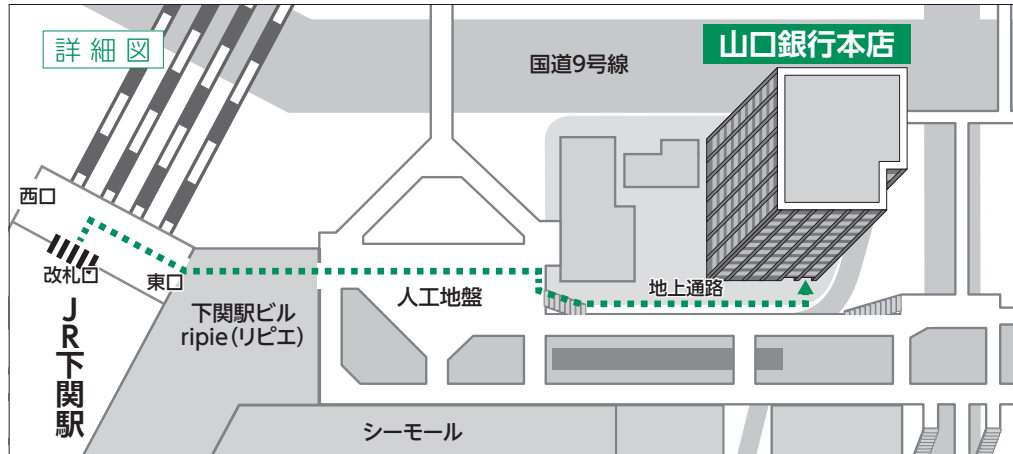 詳細図
国道9号線
山口銀行本店
西口
改札口
東口
JR下関駅
下関駅ビル
ripie(リピエ)
人工地盤
地上通路
シーモール